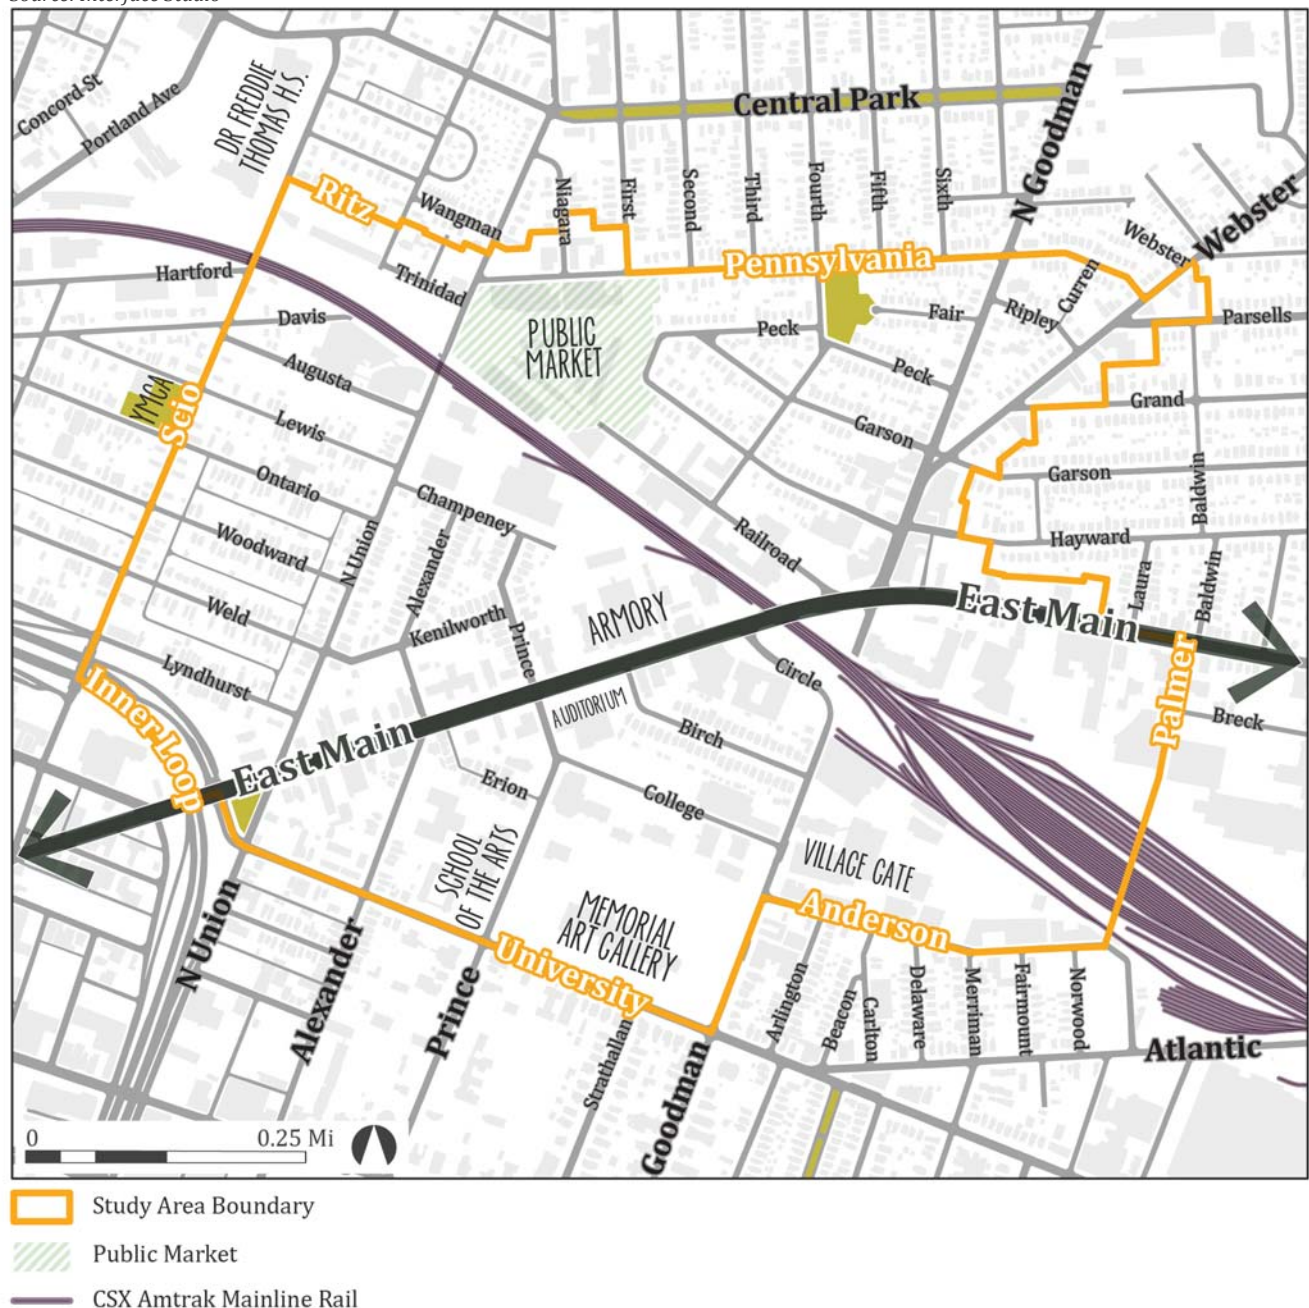 Source: Interface Studio
Concord St
Portland Ave
DR FREDDIE
THOMAS H.S.
Central Park
N Goodman
Ritz
Wangman
Niagara
First
Second
Third
Fourth
Fifth
Sixth
Webster
Webster
Hartford
Trinidad
Pennsylvania
Curren
Ripley
Fair
Parsells
Davis
PUBLIC
MARKET
Peck
Peck
Augusta
YMCA
Scio
Lewis
Garson
Grand
Ontario
Champeney
Garson
Baldwin
Woodward
N Union
Alexander
Railroad
Hayward
Weld
Kenilworth
Prince
ARMORY
East Main
Laura
Baldwin
Lyndhurst
Circle
Palmer
Inner Loop
AUDITORIUM
Birch
Breck
East Main
Erion
College
SCHOOL
OF THE ARTS
VILLAGE GATE
MEMORIAL
ART GALLERY
Anderson
N Union
Alexander
Prince
University
Strathallan
Goodman
Arlington
Beacon
Carlton
Delaware
Merriman
Fairmount
Norwood
Atlantic
0
0.25 Mi
Study Area Boundary
Public Market
CSX Amtrak Mainline Rail